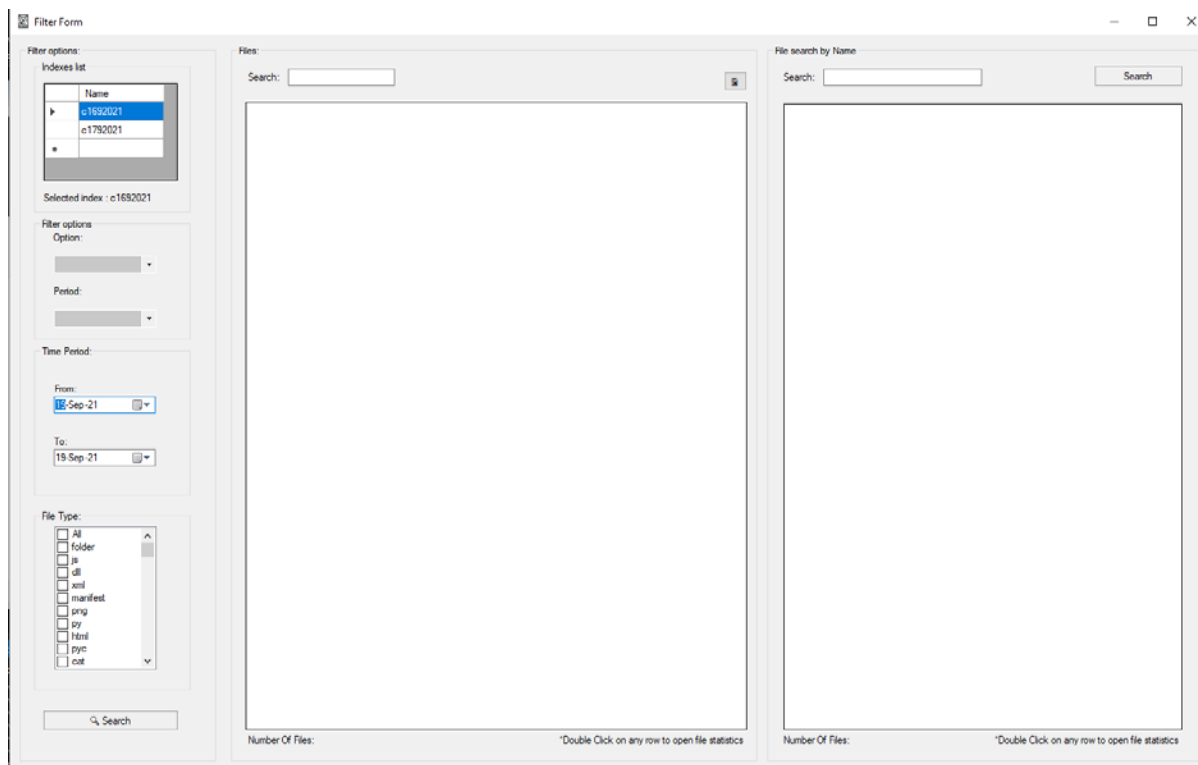 Filter Form
Filter options:
Indexes list
Name
c1692021
c1792021
Selected index : c1692021
Filter options
Option:
Period:
Time Period:
From:
15-Sep-21
To:
19-Sep-21
File Type:
All
folder
js
dll
xml
manifest
png
py
html
pyc
cat
Search
Files:
Search:
Number Of Files:
*Double Click on any row to open file statistics
File search by Name
Search:
Search
Number Of Files:
*Double Click on any row to open file statistics